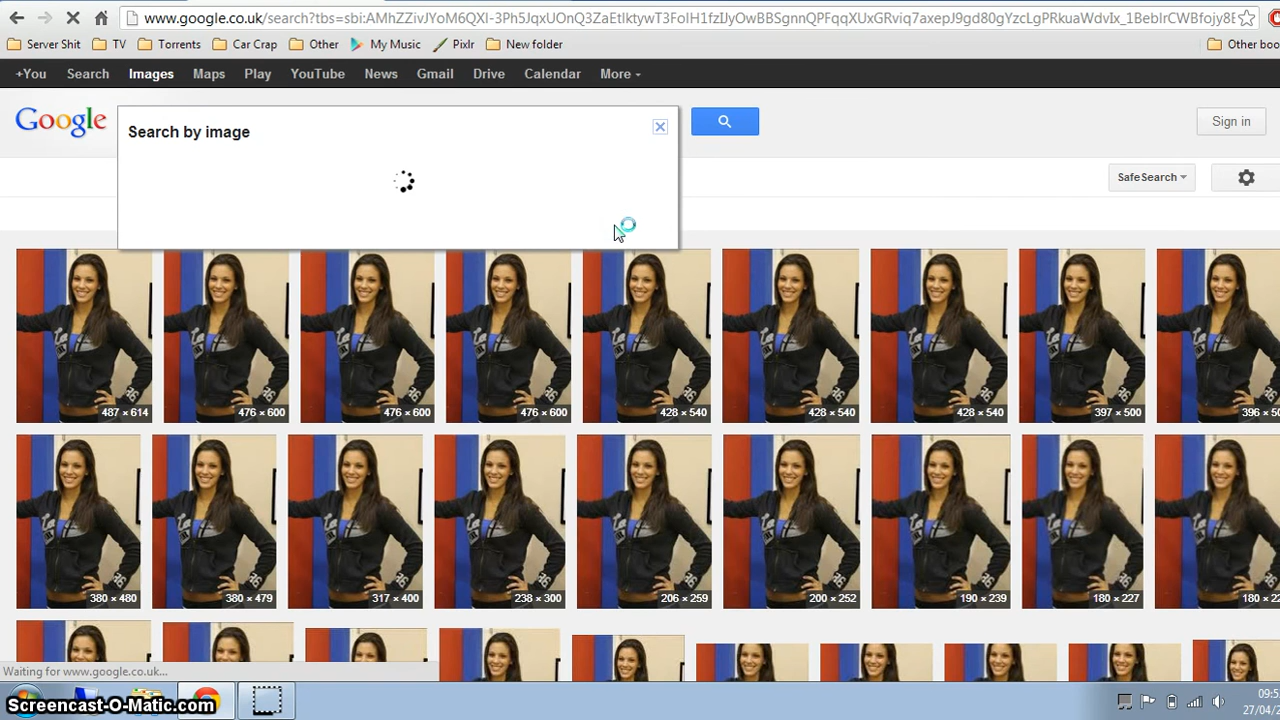 www.google.co.uk/search?tbs=sbi:
Server Shit TV Torrents Car Crap Other My Music Pixlr New folder Other boo
+You Search Images Maps Play YouTube News Gmail Drive Calendar More
Google Search by image Sign in
SafeSearch
487 × 614 476 × 600 476 × 600 476 × 600 428 × 540 428 × 540 428 × 540 397 × 500 396 × 5
380 × 480 380 × 479 317 × 400 238 × 300 206 × 259 200 × 252 190 × 239 180 × 227 180 × 22
Waiting for www.google.co.uk...
Screencast-O-Matic.com
09:5
27/04/2